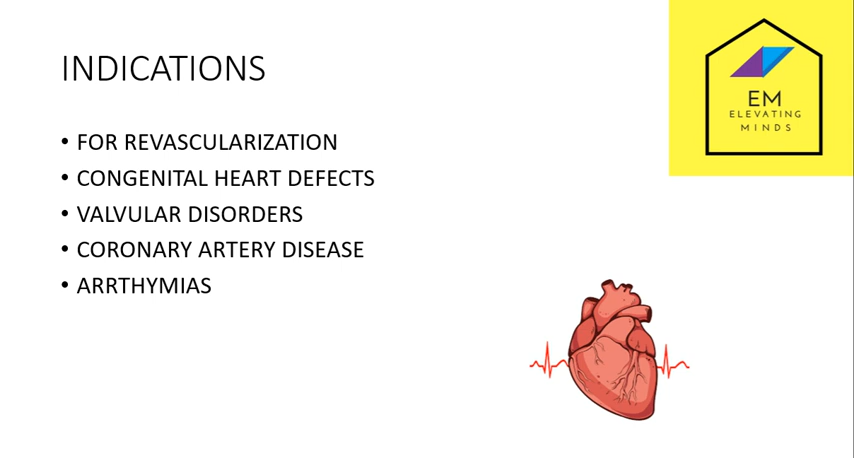 INDICATIONS
• FOR REVASCULARIZATION
• CONGENITAL HEART DEFECTS
• VALVULAR DISORDERS
• CORONARY ARTERY DISEASE
• ARRTHYMIAS
EM
ELEVATING
MINDS